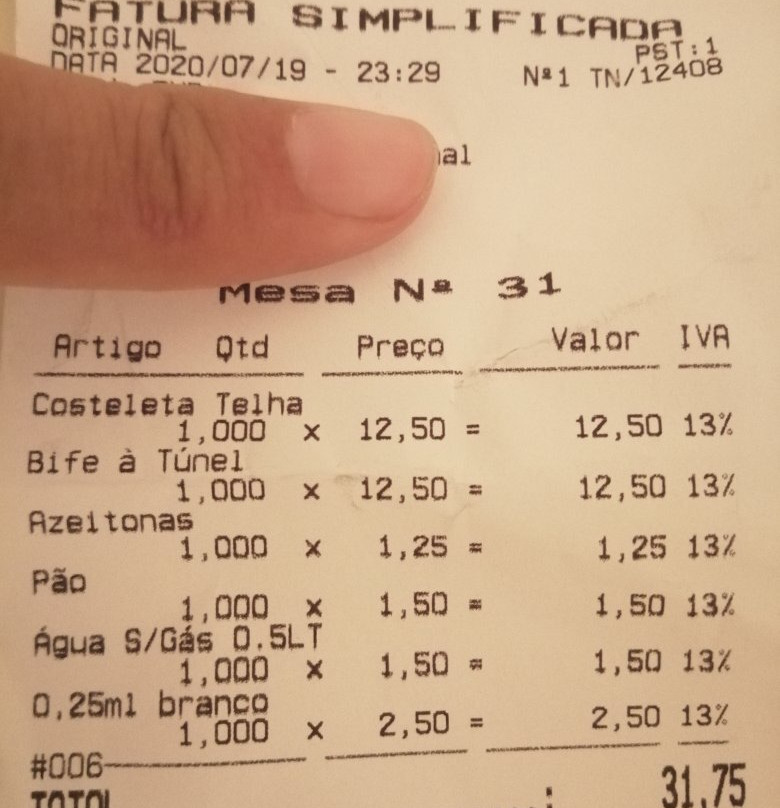 FATURA SIMPLIFICADA
ORIGINAL
PST:1
DATA 2020/07/19 - 23:29 Nº1 TN/12408
Mesa Nº 31
Artigo Qtd Preço Valor IVA
Costeleta Telha
1,000 x 12,50 = 12,50 13%
Bife à Túnel
1,000 x 12,50 = 12,50 13%
Azeitonas
1,000 x 1,25 = 1,25 13%
Pão
1,000 x 1,50 = 1,50 13%
Água S/Gás 0.5LT
1,000 x 1,50 = 1,50 13%
0,25ml branco
1,000 x 2,50 = 2,50 13%
#006
TOTAL ..: 31,75